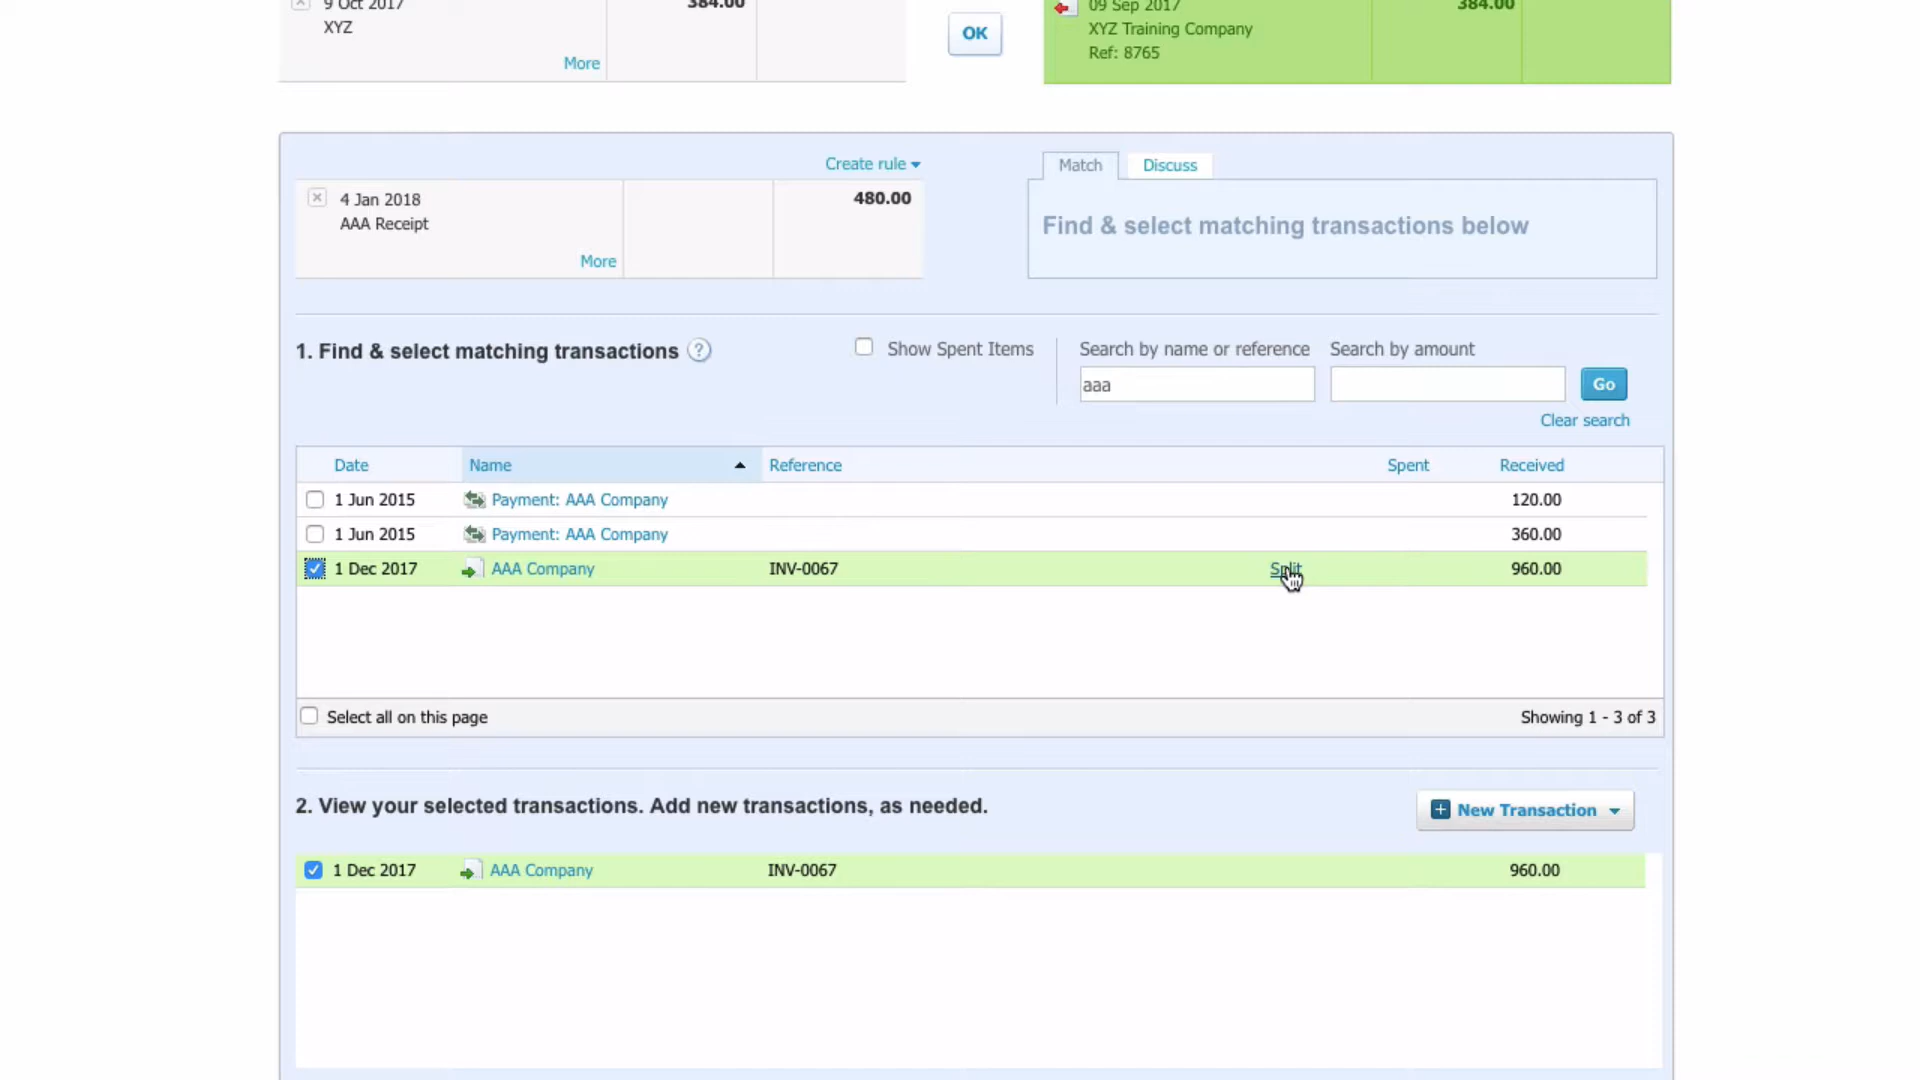 9 Oct 2017
384.00
XYZ
More
OK
09 Sep 2017
384.00
XYZ Training Company
Ref: 8765
Create rule
Match
Discuss
4 Jan 2018
480.00
AAA Receipt
More
Find & select matching transactions below
1. Find & select matching transactions ?
Show Spent Items
Search by name or reference
Search by amount
aaa
Go
Clear search
Date Name Reference Spent Received
1 Jun 2015 Payment: AAA Company 120.00
1 Jun 2015 Payment: AAA Company 360.00
1 Dec 2017 AAA Company INV-0067 Split 960.00
Select all on this page
Showing 1 - 3 of 3
2. View your selected transactions. Add new transactions, as needed.
New Transaction
1 Dec 2017 AAA Company INV-0067 960.00